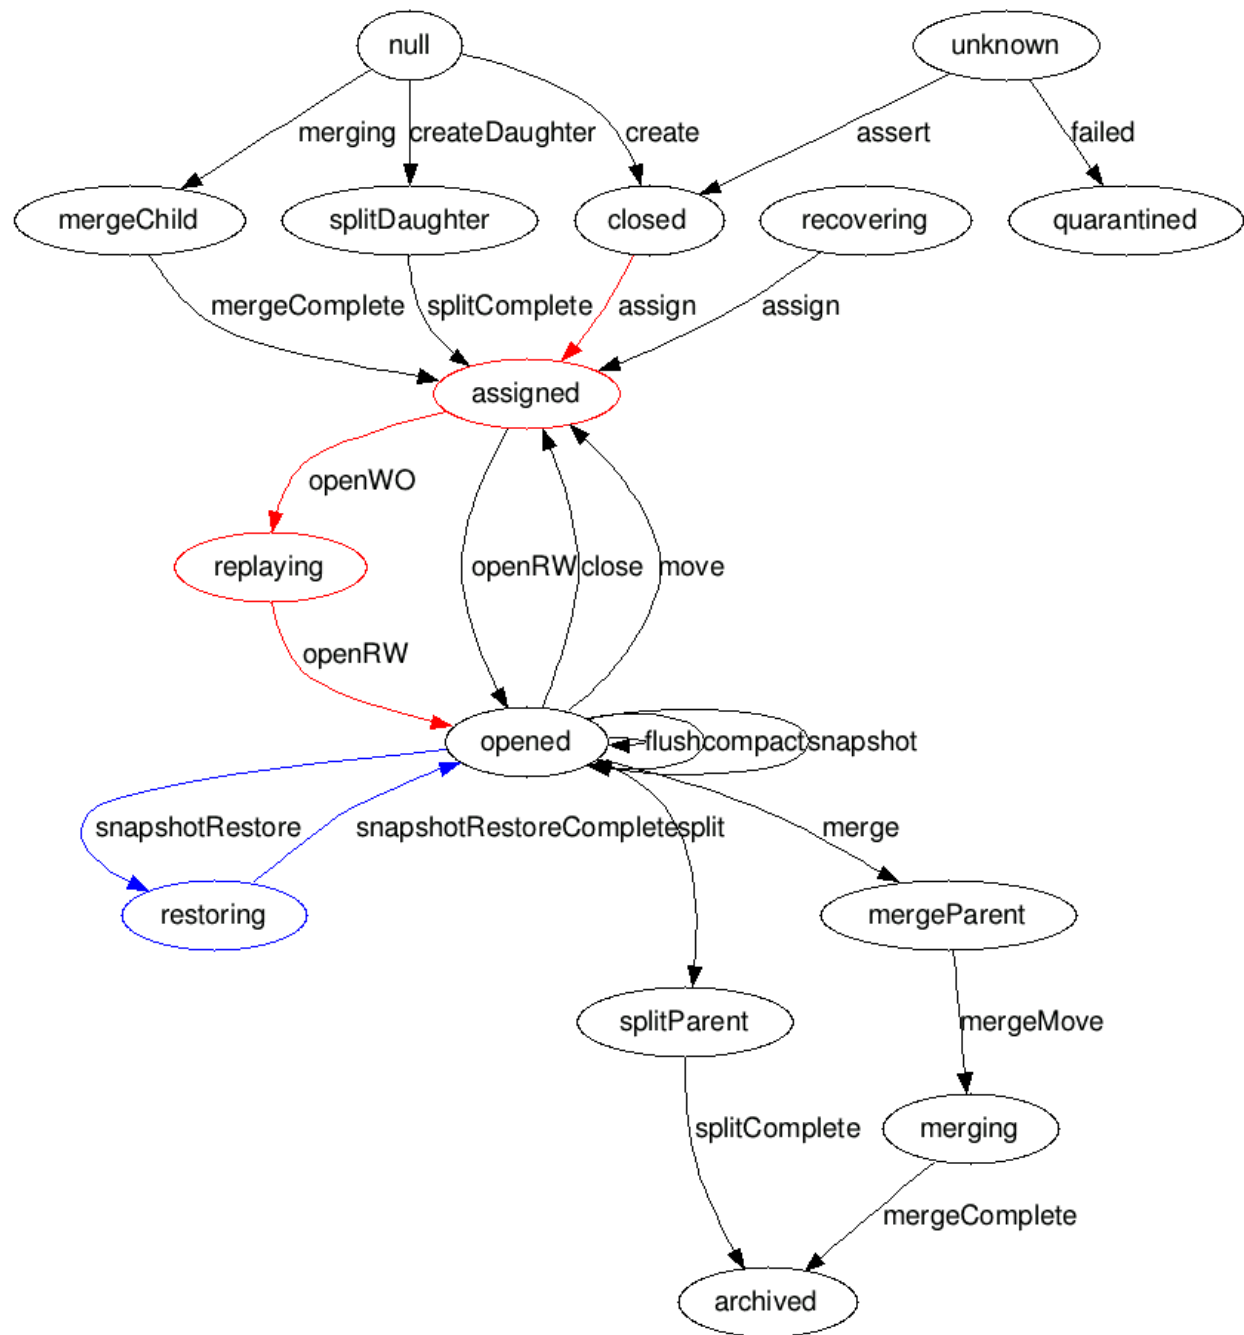 null
unknown
merging
createDaughter
create
assert
failed
mergeChild
splitDaughter
closed
recovering
quarantined
mergeComplete
splitComplete
assign
assign
assigned
openWO
replaying
openRW
close
move
openRW
opened
flush
compact
snapshot
snapshotRestore
snapshotRestoreComplete
split
merge
restoring
mergeParent
splitParent
mergeMove
splitComplete
merging
mergeComplete
archived